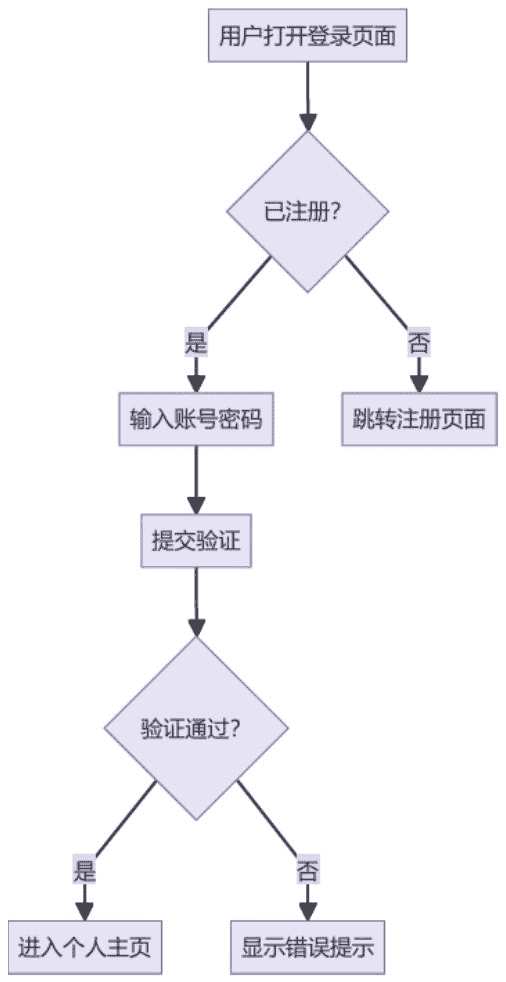 用户打开登录页面
已注册?
是
否
输入账号密码
跳转注册页面
提交验证
验证通过?
是
否
进入个人主页
显示错误提示